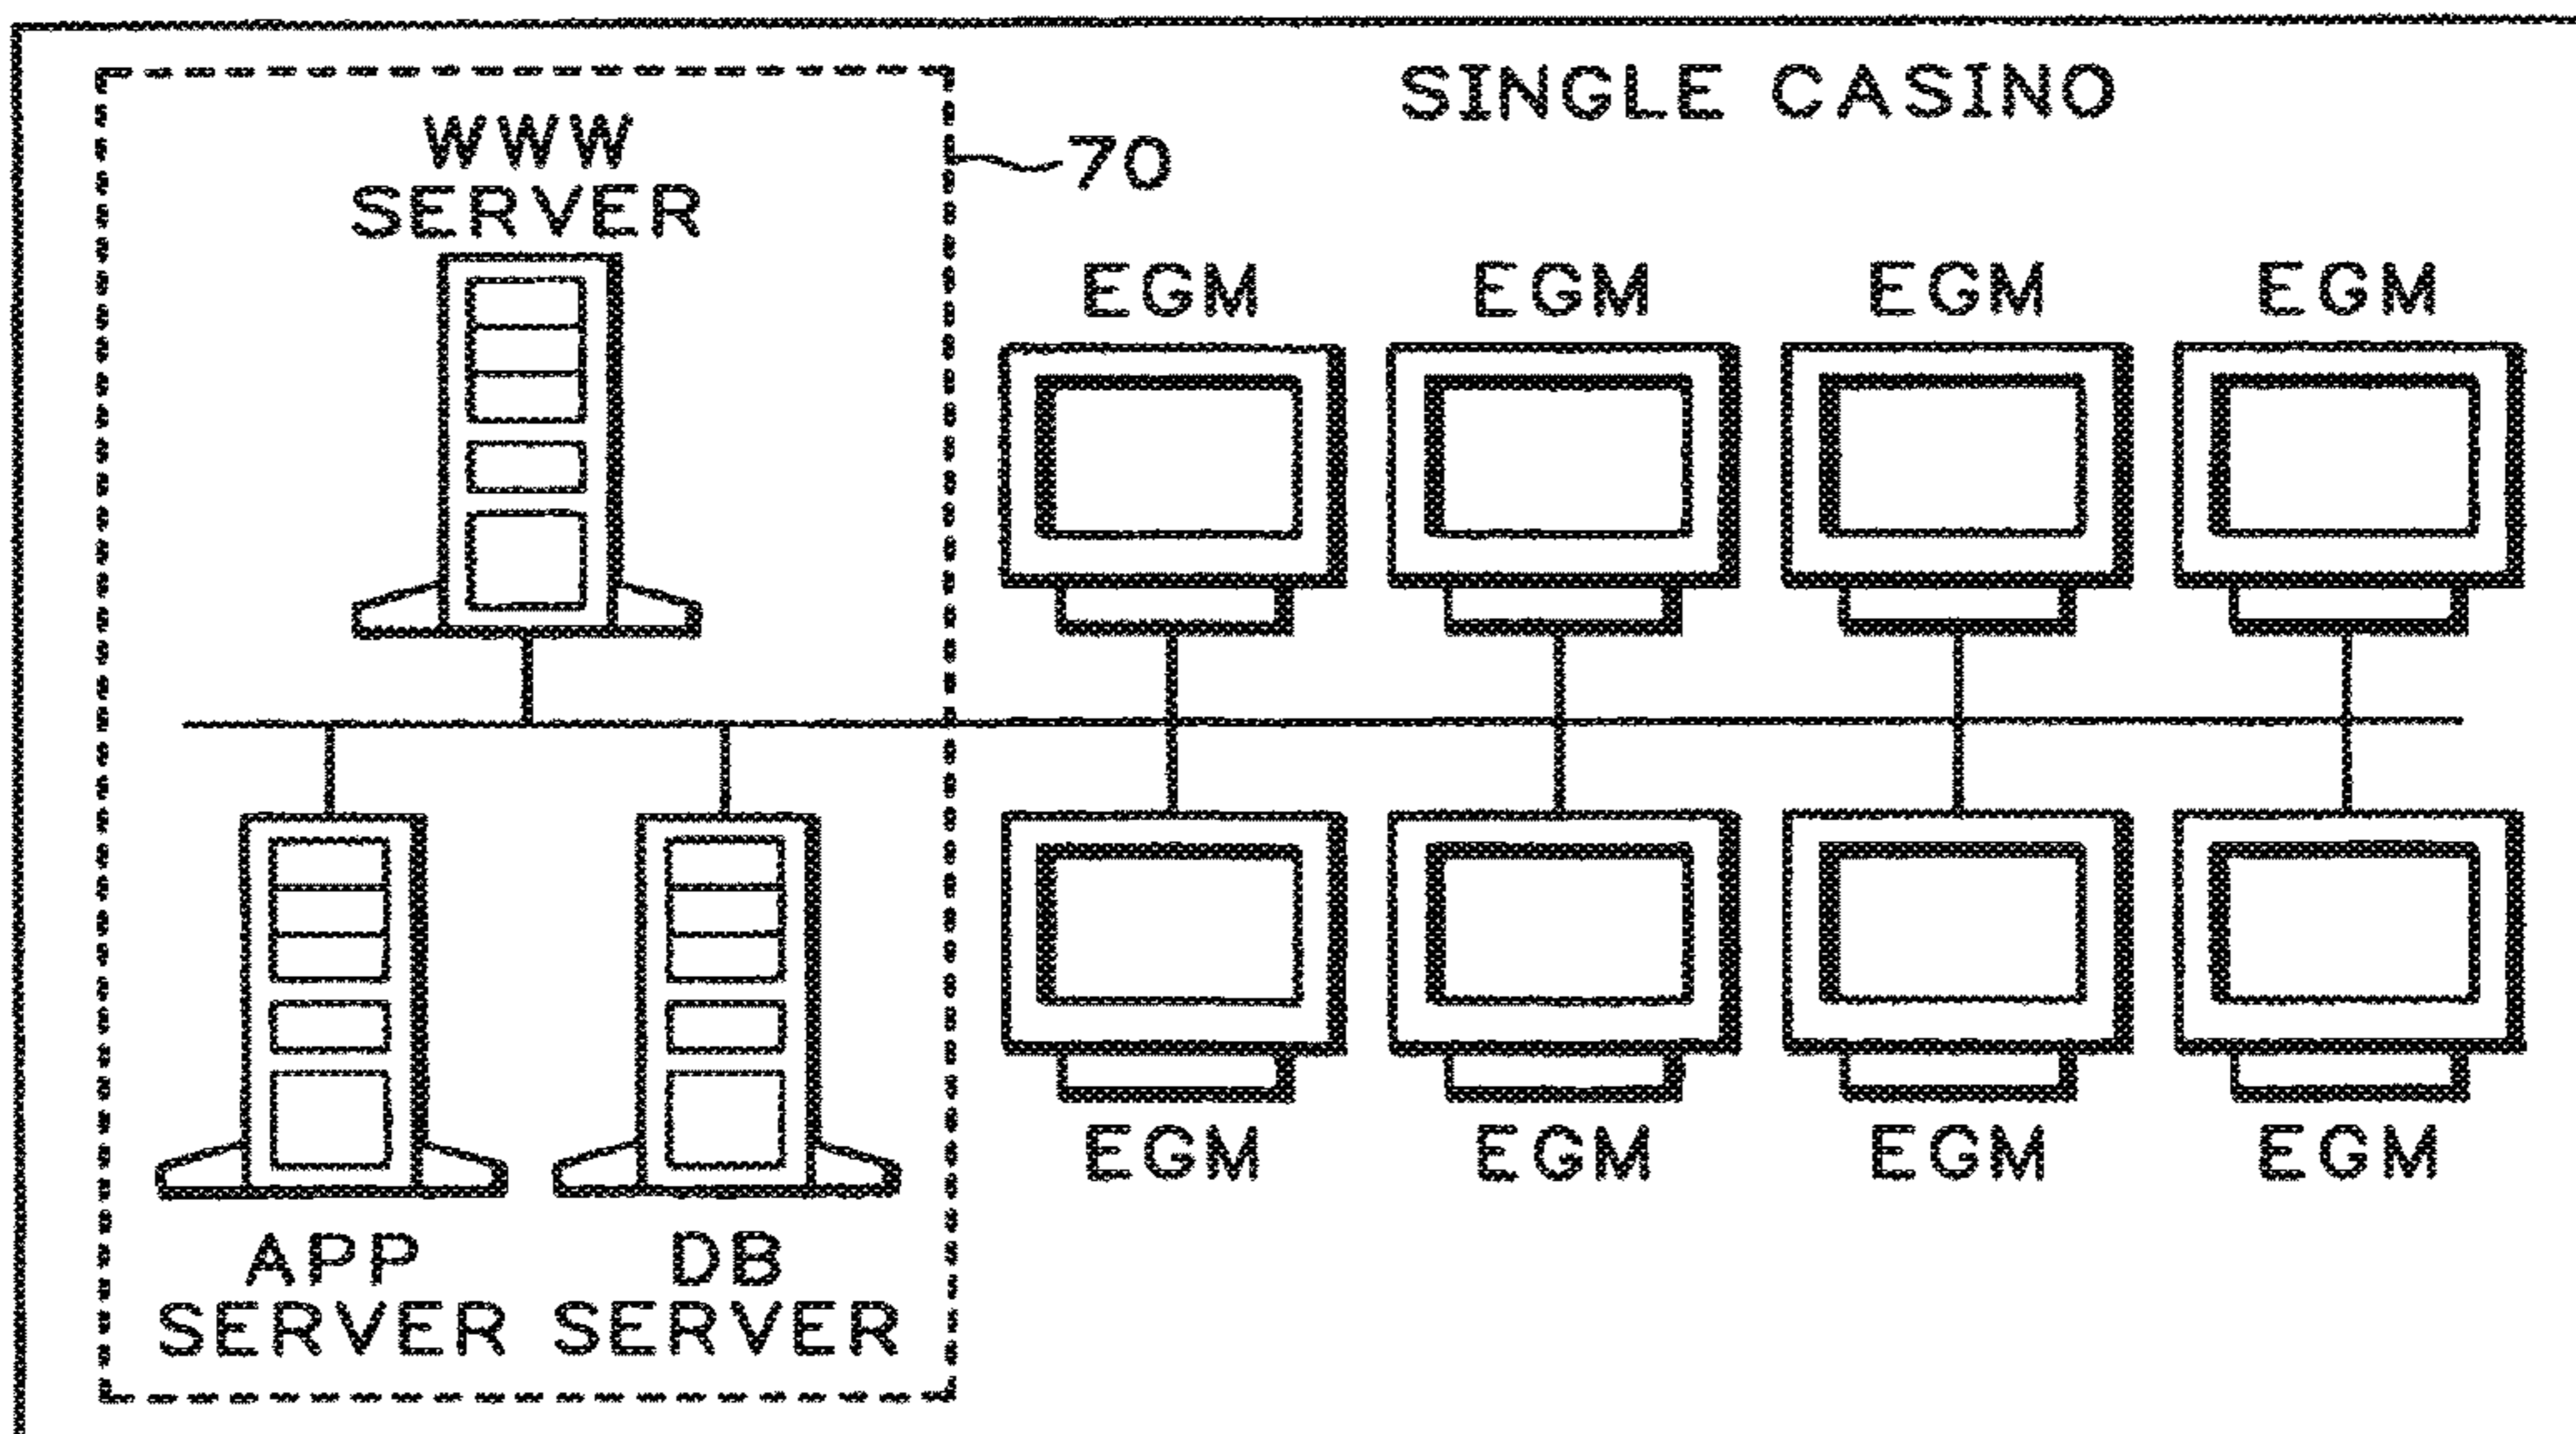 SINGLE CASINO
WWW
SERVER
70
EGM EGM EGM EGM
EGM EGM EGM EGM
APP DB
SERVER SERVER